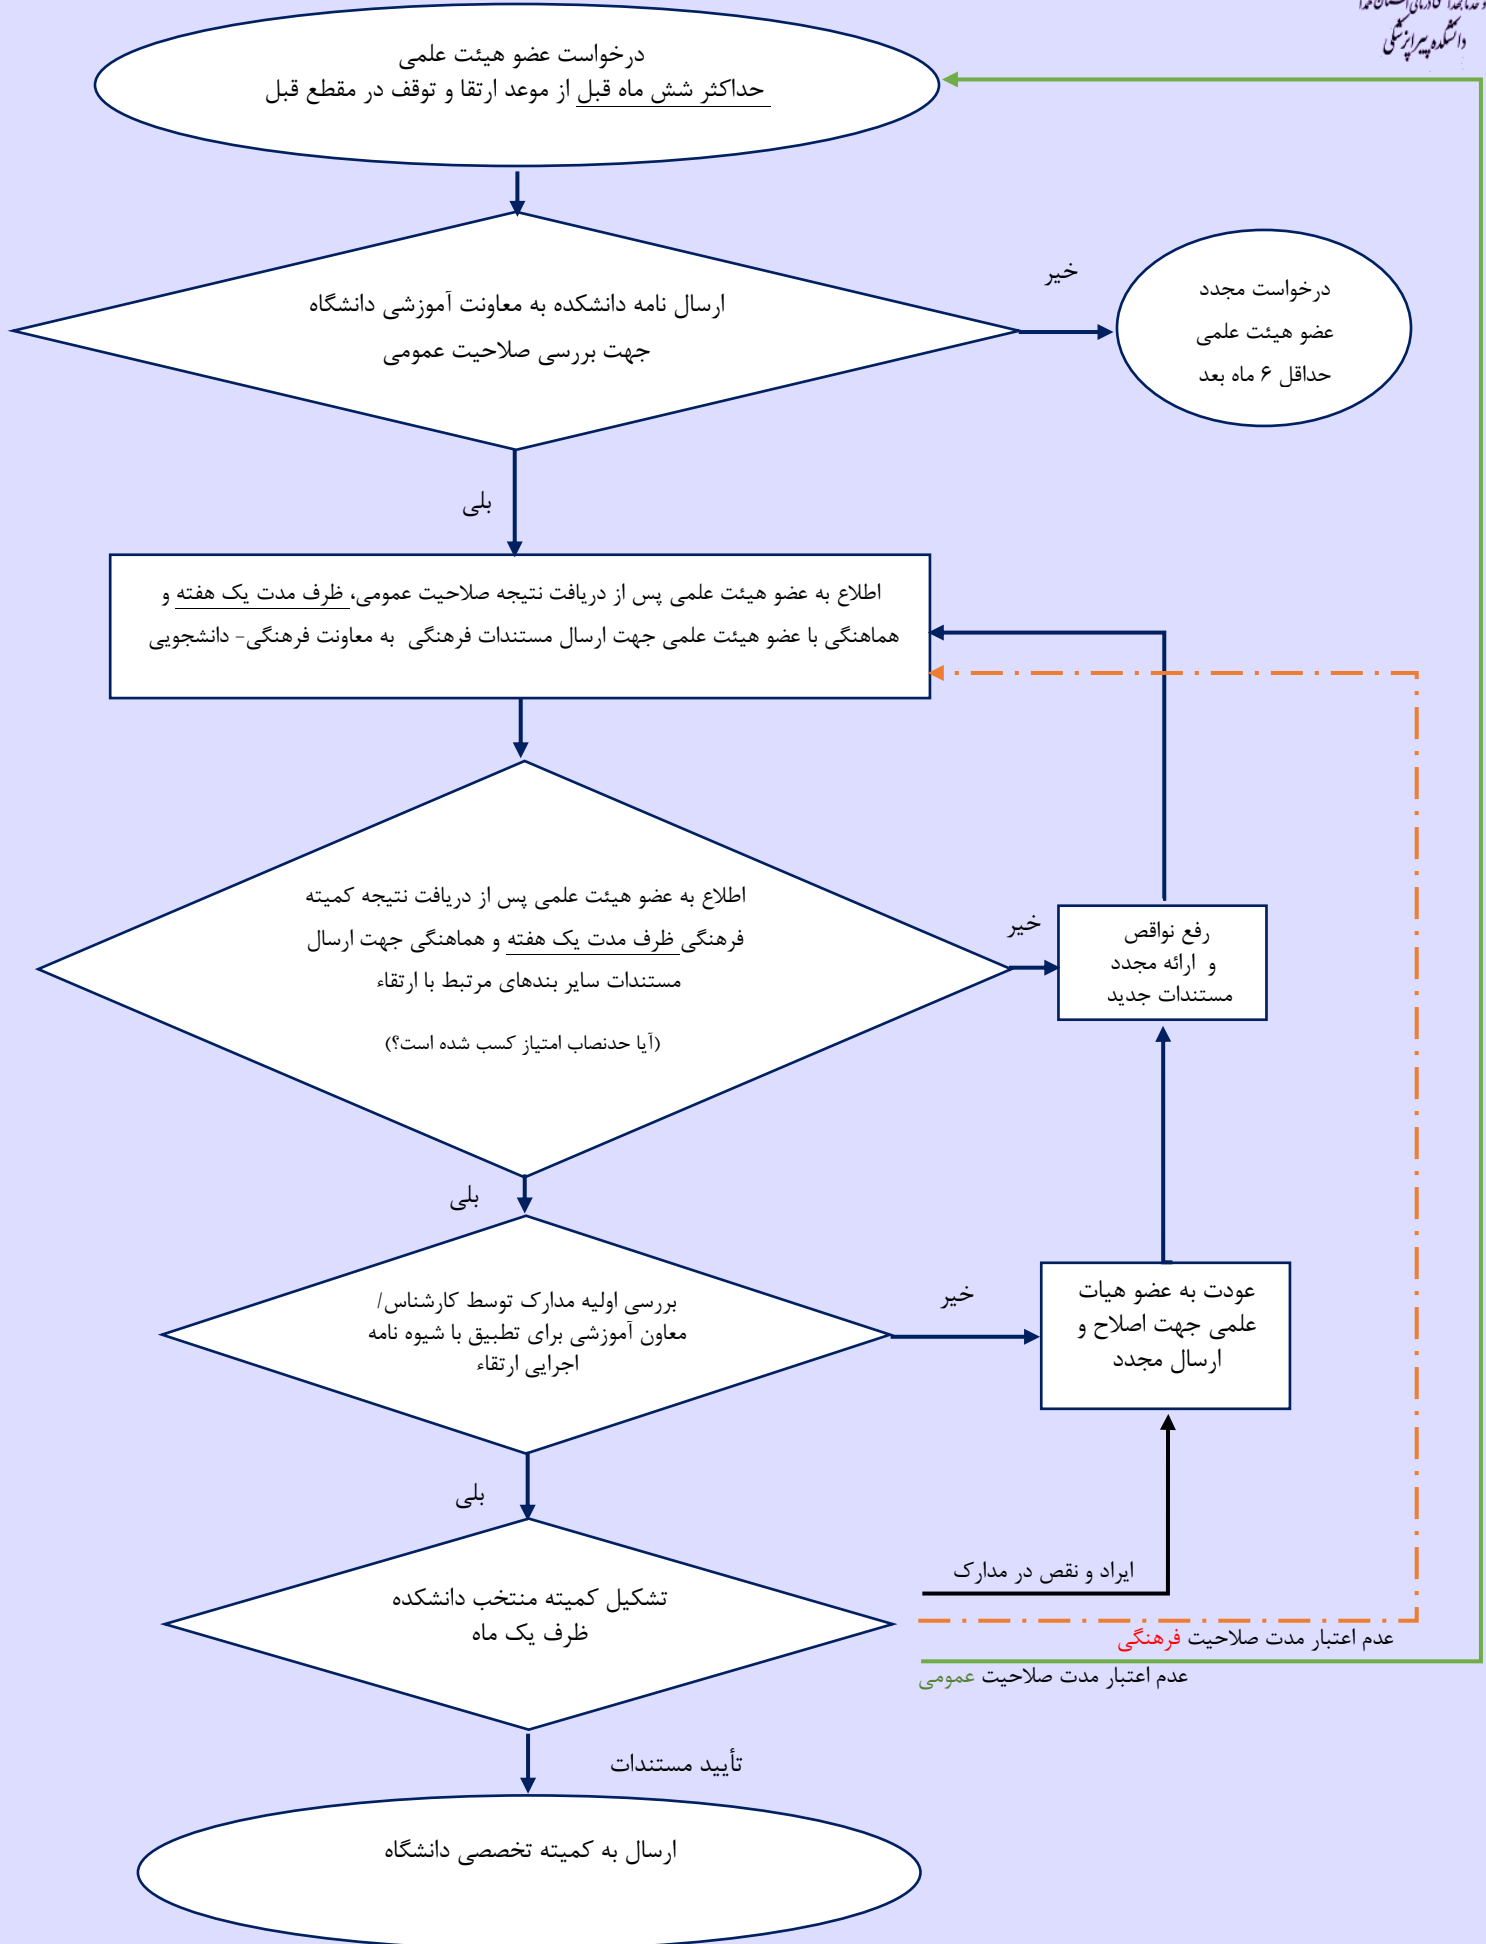 دانشکده پیراپزشکی
درخواست عضو هیئت علمی
حداکثر شش ماه قبل از موعد ارتقا و توقف در مقطع قبل
خیر
ارسال نامه دانشکده به معاونت آموزشی دانشگاه
جهت بررسی صلاحیت عمومی
درخواست مجدد
عضو هیئت علمی
حداقل ۶ ماه بعد
بلی
اطلاع به عضو هیئت علمی پس از دریافت نتیجه صلاحیت عمومی، ظرف مدت یک هفته و
هماهنگی با عضو هیئت علمی جهت ارسال مستندات فرهنگی به معاونت فرهنگی- دانشجویی
اطلاع به عضو هیئت علمی پس از دریافت نتیجه کمیته
فرهنگی ظرف مدت یک هفته و هماهنگی جهت ارسال
مستندات سایر بندهای مرتبط با ارتقاء
(آیا حدنصاب امتیاز کسب شده است؟)
خیر
رفع نواقص
و ارائه مجدد
مستندات جدید
بلی
بررسی اولیه مدارک توسط کارشناس/
معاون آموزشی برای تطبیق با شیوه نامه
اجرایی ارتقاء
خیر
عودت به عضو هیات
علمی جهت اصلاح و
ارسال مجدد
بلی
تشکیل کمیته منتخب دانشکده
ظرف یک ماه
ایراد و نقص در مدارک
عدم اعتبار مدت صلاحیت فرهنگی
عدم اعتبار مدت صلاحیت عمومی
تأیید مستندات
ارسال به کمیته تخصصی دانشگاه